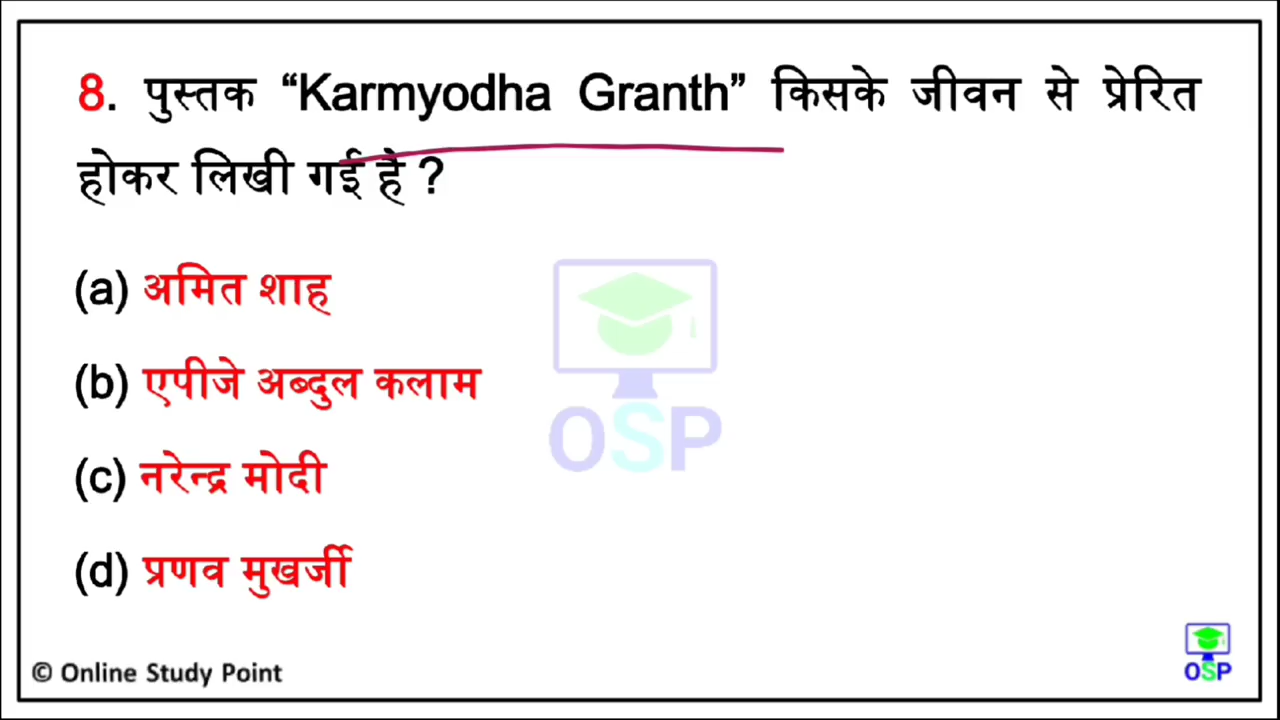 8. पुस्तक “Karmyodha Granth” किसके जीवन से प्रेरित
होकर लिखी गई है ?
(a) अमित शाह
(b) एपीजे अब्दुल कलाम
OSP
(c) नरेन्द्र मोदी
(d) प्रणव मुखर्जी
© Online Study Point
OSP